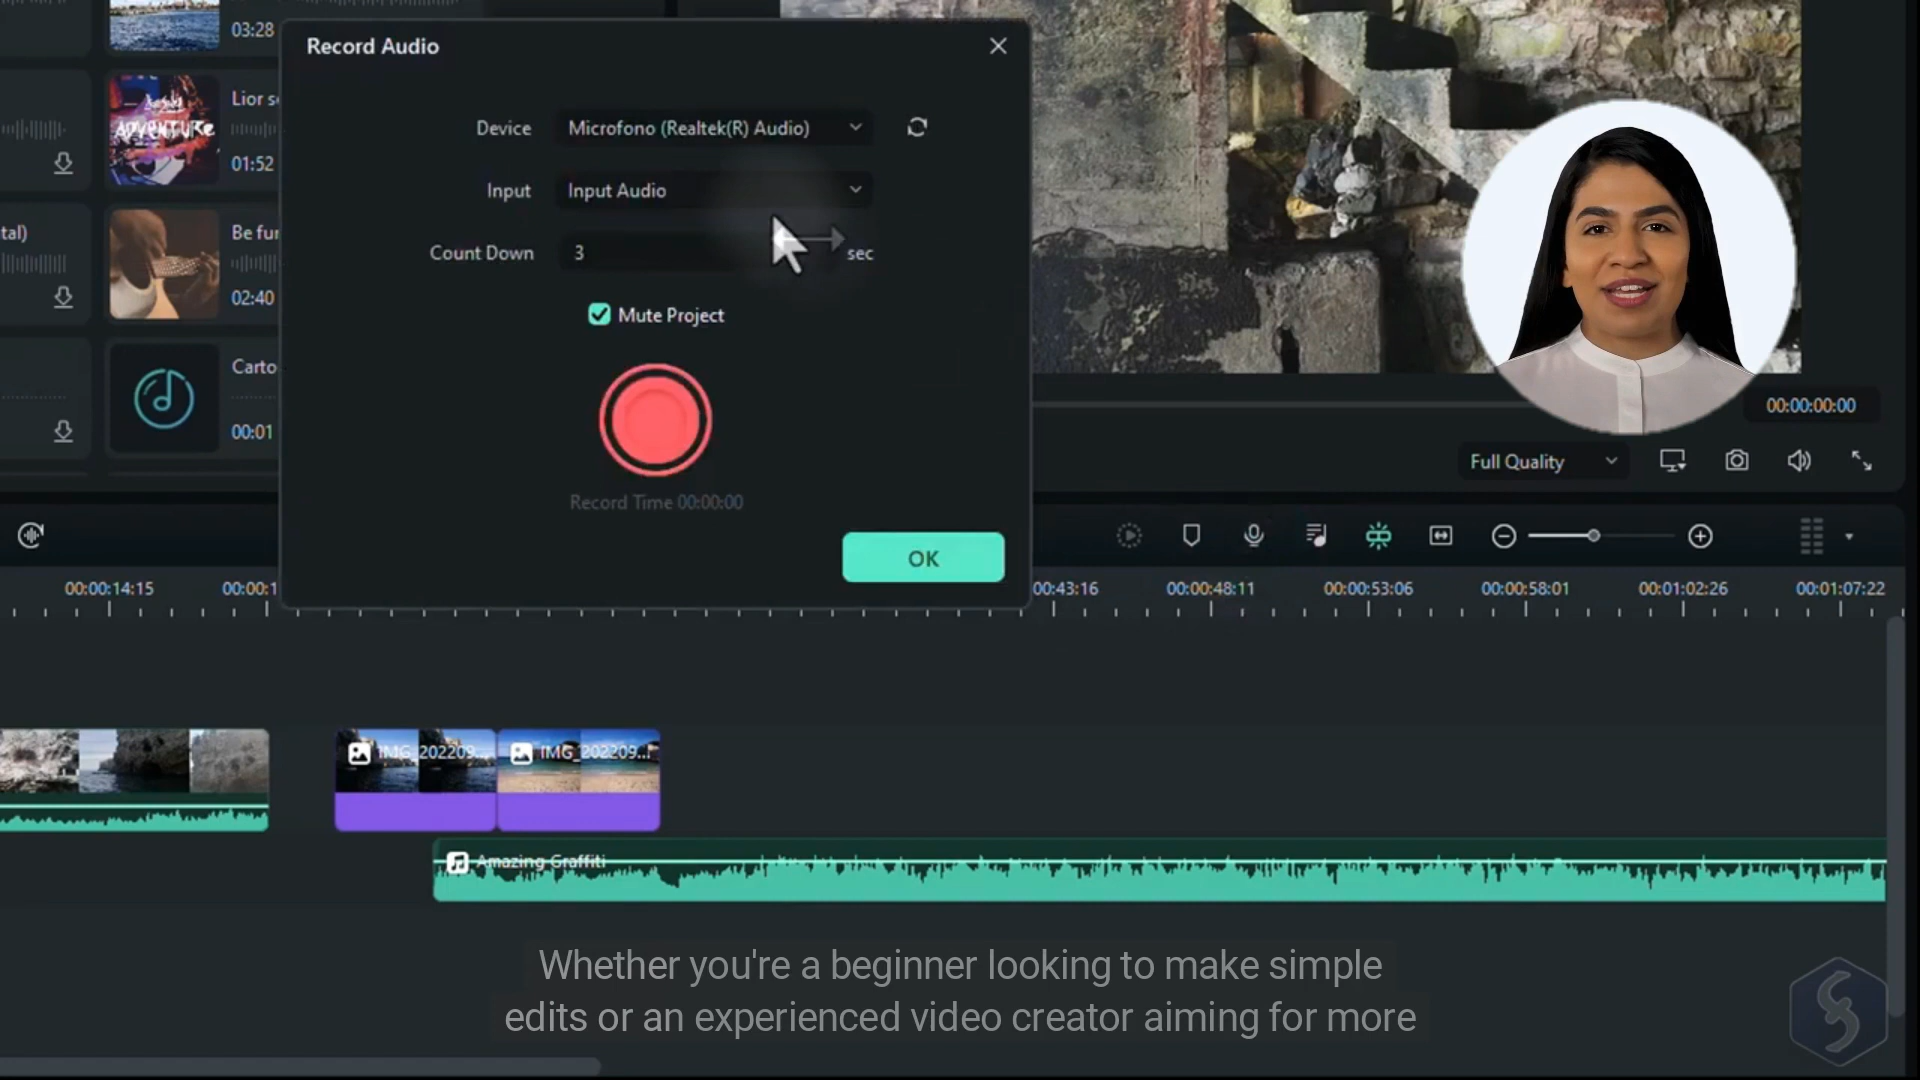 03:28
Record Audio
Lior s
ADVENTURE
01:52
Device
Microfono (Realtek(R) Audio)
Input
Input Audio
tal)
Be fu
02:40
Count Down
3
sec
Mute Project
Carto
00:01
Record Time 00:00:00
OK
00:00:00:00
Full Quality
00:00:14:15
00:00:1
00:43:16
00:00:48:11
00:00:53:06
00:00:58:01
00:01:02:26
00:01:07:22
IMG_202209...
IMG_202209...
Amazing Graffiti
Whether you're a beginner looking to make simple
edits or an experienced video creator aiming for more